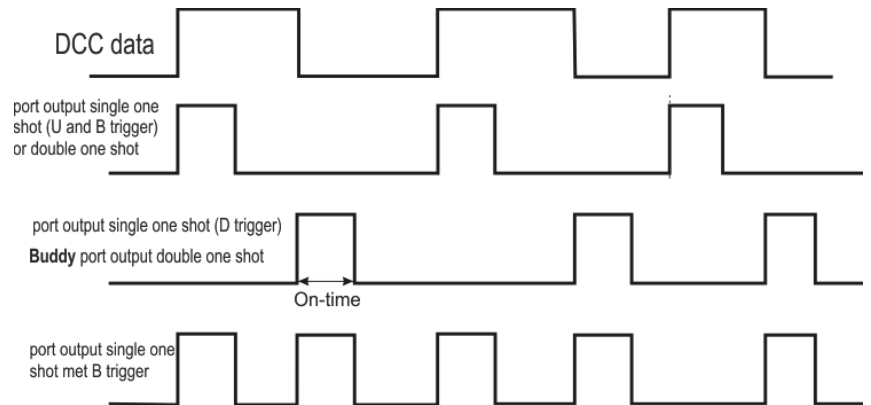 DCC data
port output single one
shot (U and B trigger)
or double one shot
port output single one shot (D trigger)
Buddy port output double one shot
On-time
port output single one
shot met B trigger